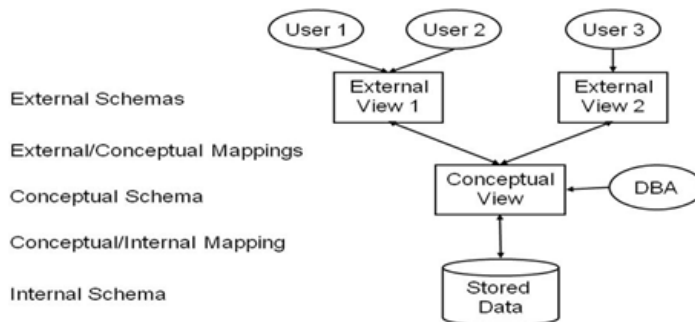 User 1
User 2
User 3
External Schemas
External
View 1
External
View 2
External/Conceptual Mappings
Conceptual Schema
Conceptual
View
DBA
Conceptual/Internal Mapping
Internal Schema
Stored
Data